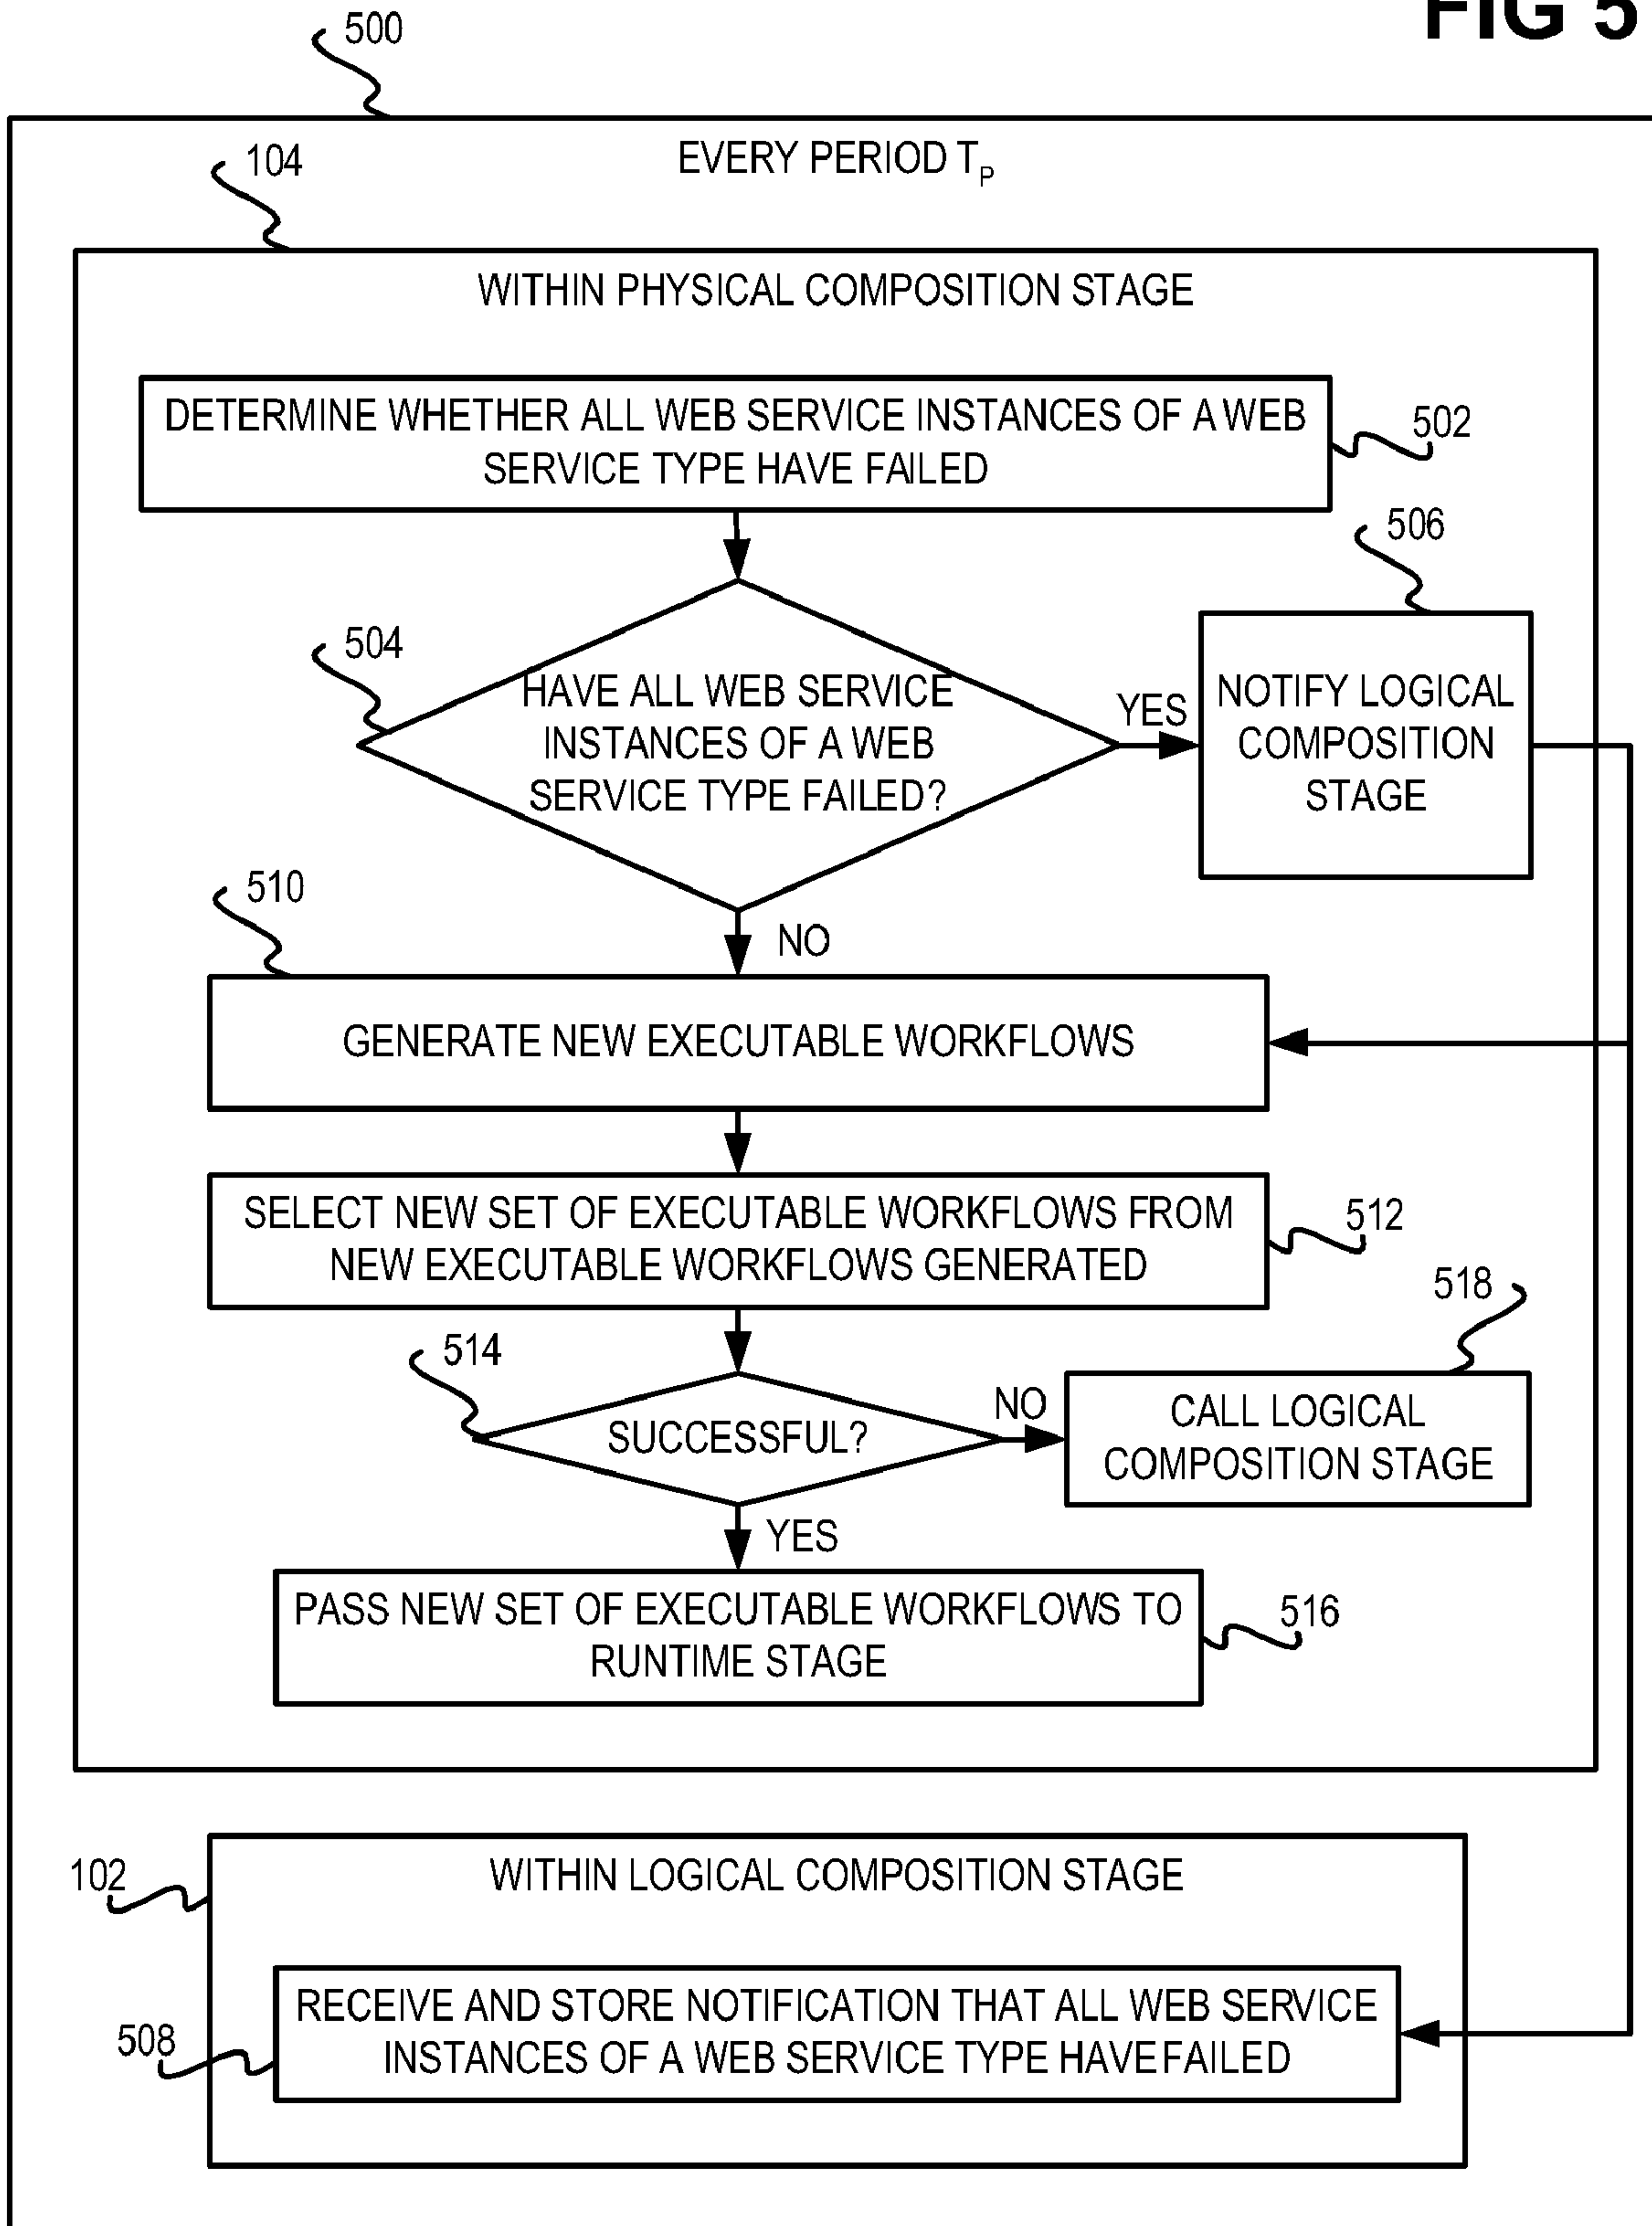 FIG 5
500
EVERY PERIOD TP
104
WITHIN PHYSICAL COMPOSITION STAGE
DETERMINE WHETHER ALL WEB SERVICE INSTANCES OF A WEB
SERVICE TYPE HAVE FAILED
502
504
HAVE ALL WEB SERVICE
INSTANCES OF A WEB
SERVICE TYPE FAILED?
YES
506
NOTIFY LOGICAL
COMPOSITION
STAGE
NO
510
GENERATE NEW EXECUTABLE WORKFLOWS
SELECT NEW SET OF EXECUTABLE WORKFLOWS FROM
NEW EXECUTABLE WORKFLOWS GENERATED
512
514
SUCCESSFUL?
NO
518
CALL LOGICAL
COMPOSITION STAGE
YES
PASS NEW SET OF EXECUTABLE WORKFLOWS TO
RUNTIME STAGE
516
102
WITHIN LOGICAL COMPOSITION STAGE
RECEIVE AND STORE NOTIFICATION THAT ALL WEB SERVICE
INSTANCES OF A WEB SERVICE TYPE HAVE FAILED
508